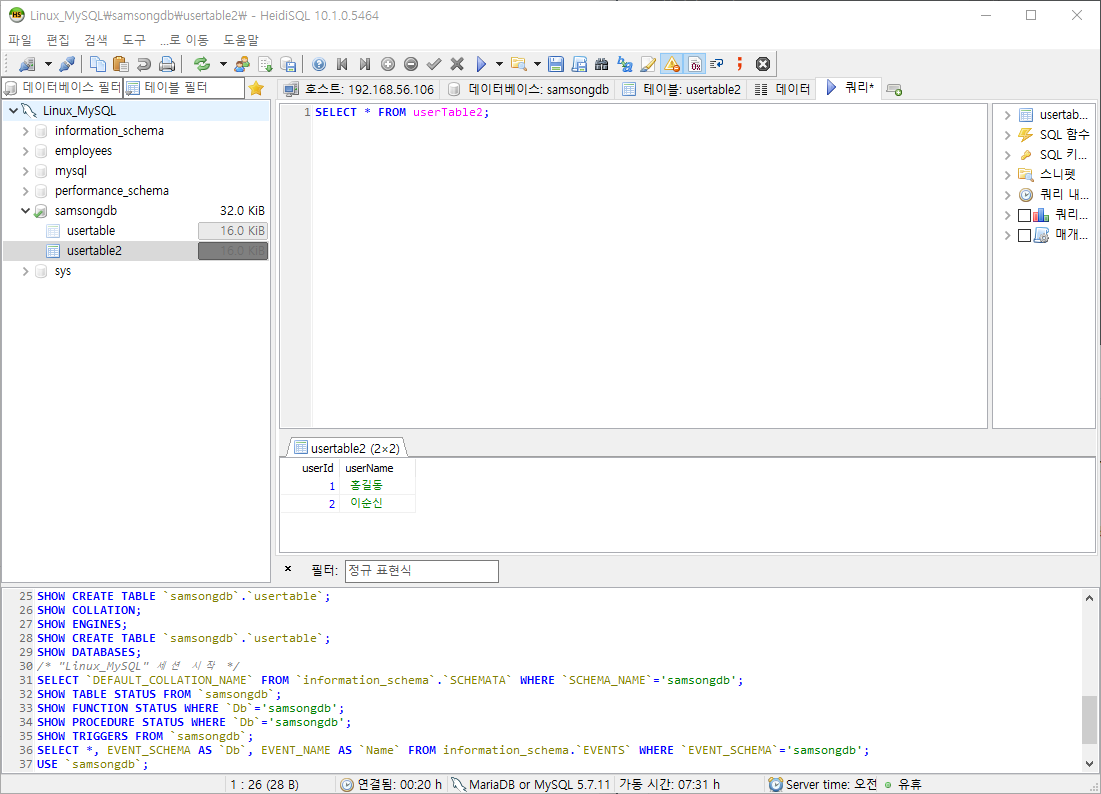 Linux_MySQL₩samsongdb₩usertable2₩ - HeidiSQL 10.1.0.5464
파일 편집 검색 도구 ...로 이동 도움말
데이터베이스 필터 테이블 필터
호스트: 192.168.56.106 데이터베이스: samsongdb 테이블: usertable2 데이터 쿼리*
Linux_MySQL
information_schema
employees
mysql
performance_schema
samsongdb 32.0 KiB
usertable 16.0 KiB
usertable2 16.0 KiB
sys
1 SELECT * FROM userTable2;
usertab...
SQL 함수
SQL 키...
스니펫
쿼리 내...
쿼리...
매개...
usertable2 (2×2)
userId userName
1 홍길동
2 이순신
× 필터: 정규 표현식
25 SHOW CREATE TABLE `samsongdb`.`usertable`;
26 SHOW COLLATION;
27 SHOW ENGINES;
28 SHOW CREATE TABLE `samsongdb`.`usertable`;
29 SHOW DATABASES;
30 /* "Linux_MySQL" 세션 시작 */
31 SELECT `DEFAULT_COLLATION_NAME` FROM `information_schema`.`SCHEMATA` WHERE `SCHEMA_NAME`='samsongdb';
32 SHOW TABLE STATUS FROM `samsongdb`;
33 SHOW FUNCTION STATUS WHERE `Db`='samsongdb';
34 SHOW PROCEDURE STATUS WHERE `Db`='samsongdb';
35 SHOW TRIGGERS FROM `samsongdb`;
36 SELECT *, EVENT_SCHEMA AS `Db`, EVENT_NAME AS `Name` FROM information_schema.`EVENTS` WHERE `EVENT_SCHEMA`='samsongdb';
37 USE `samsongdb`;
1 : 26 (28 B) 연결됨: 00:20 h MariaDB or MySQL 5.7.11 가동 시간: 07:31 h Server time: 오전 유휴